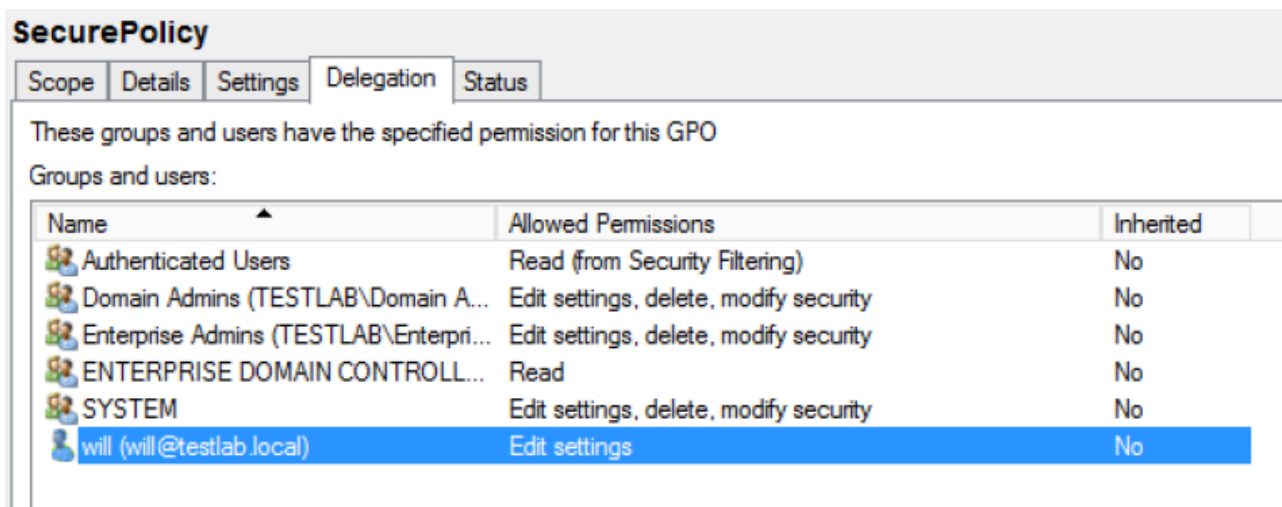 SecurePolicy
Scope Details Settings Delegation Status
These groups and users have the specified permission for this GPO
Groups and users:
Name Allowed Permissions Inherited
Authenticated Users Read (from Security Filtering) No
Domain Admins (TESTLAB\Domain A... Edit settings, delete, modify security No
Enterprise Admins (TESTLAB\Enterpri... Edit settings, delete, modify security No
ENTERPRISE DOMAIN CONTROLL... Read No
SYSTEM Edit settings, delete, modify security No
will (will@testlab.local) Edit settings No